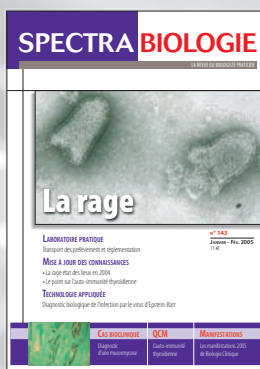 SPECTRA BIOLOGIE
LA REVUE DU BIOLOGISTE PRATICIEN
La rage
n° 143
JANVIER - FÉV. 2005
15 €
LABORATOIRE PRATIQUE
Transport des prélèvement et réglementation
MISE À JOUR DES CONNAISSANCES
• La rage état des lieux en 2004
• Le point sur l'auto-immunité thyroïdienne
TECHNOLOGIE APPLIQUÉE
Diagnostic biologique de l'infection par le virus d'Epstein-Barr
CAS BIOCLINIQUE
Diagnostic
d'une mucormycose
QCM
L'auto-immunité
thyroïdienne
MANIFESTATIONS
Les manifestations 2005
de Biologie Clinique